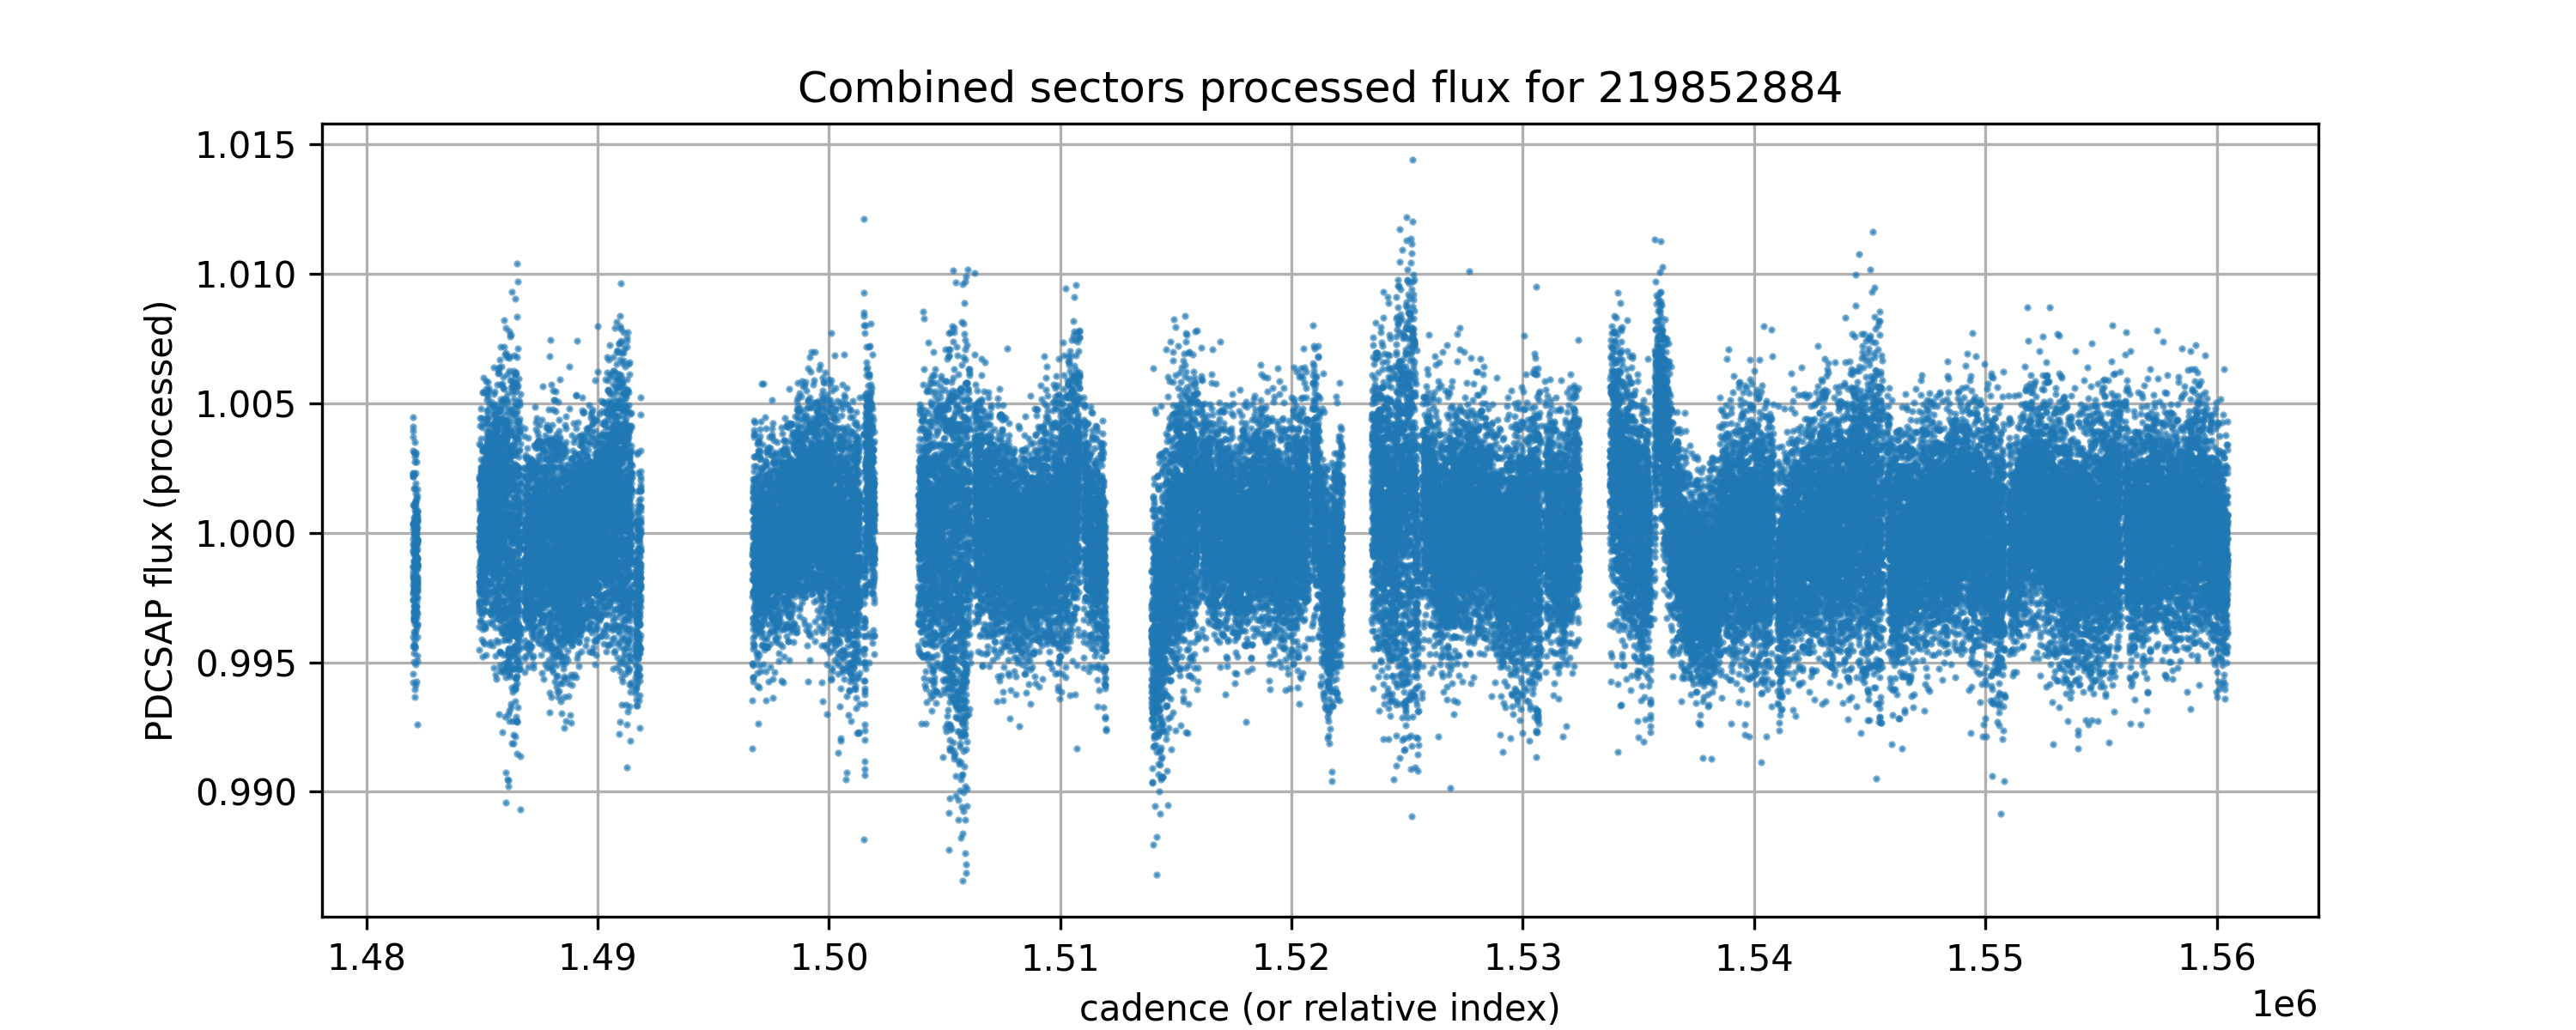 Combined sectors processed flux for 219852884
PDCSAP flux (processed)
1.015
1.010
1.005
1.000
0.995
0.990
1.48 1.49 1.50 1.51 1.52 1.53 1.54 1.55 1.56
1e6
cadence (or relative index)